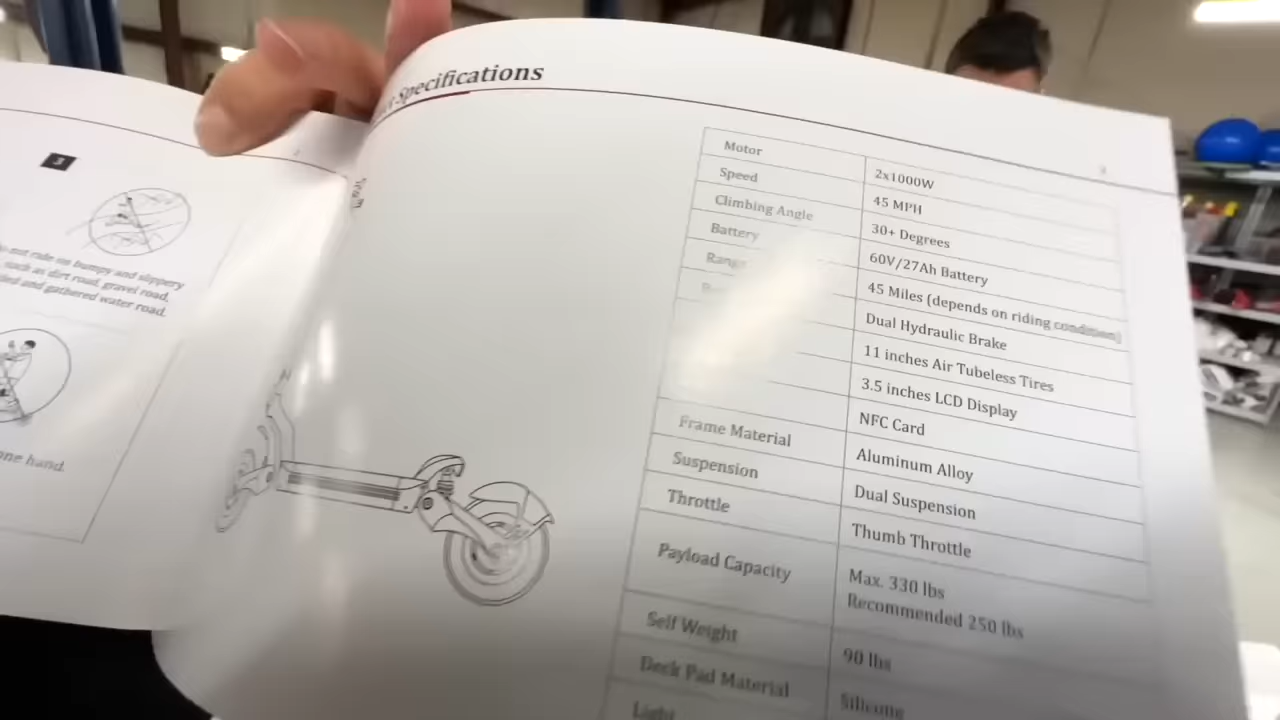 3
not ride on bumpy and slippery
such as dirt road, gravel road,
and gathered water road.
one hand.
Specifications
3
Motor 2x1000W
Speed 45 MPH
Climbing Angle 30+ Degrees
Battery 60V/27Ah Battery
Range 45 Miles (depends on riding condition)
Dual Hydraulic Brake
11 inches Air Tubeless Tires
3.5 inches LCD Display
NFC Card
Frame Material Aluminum Alloy
Suspension Dual Suspension
Throttle Thumb Throttle
Payload Capacity Max. 330 lbs
Recommended 250 lbs
Self Weight 90 lbs
Deck Pad Material Silicone
Light